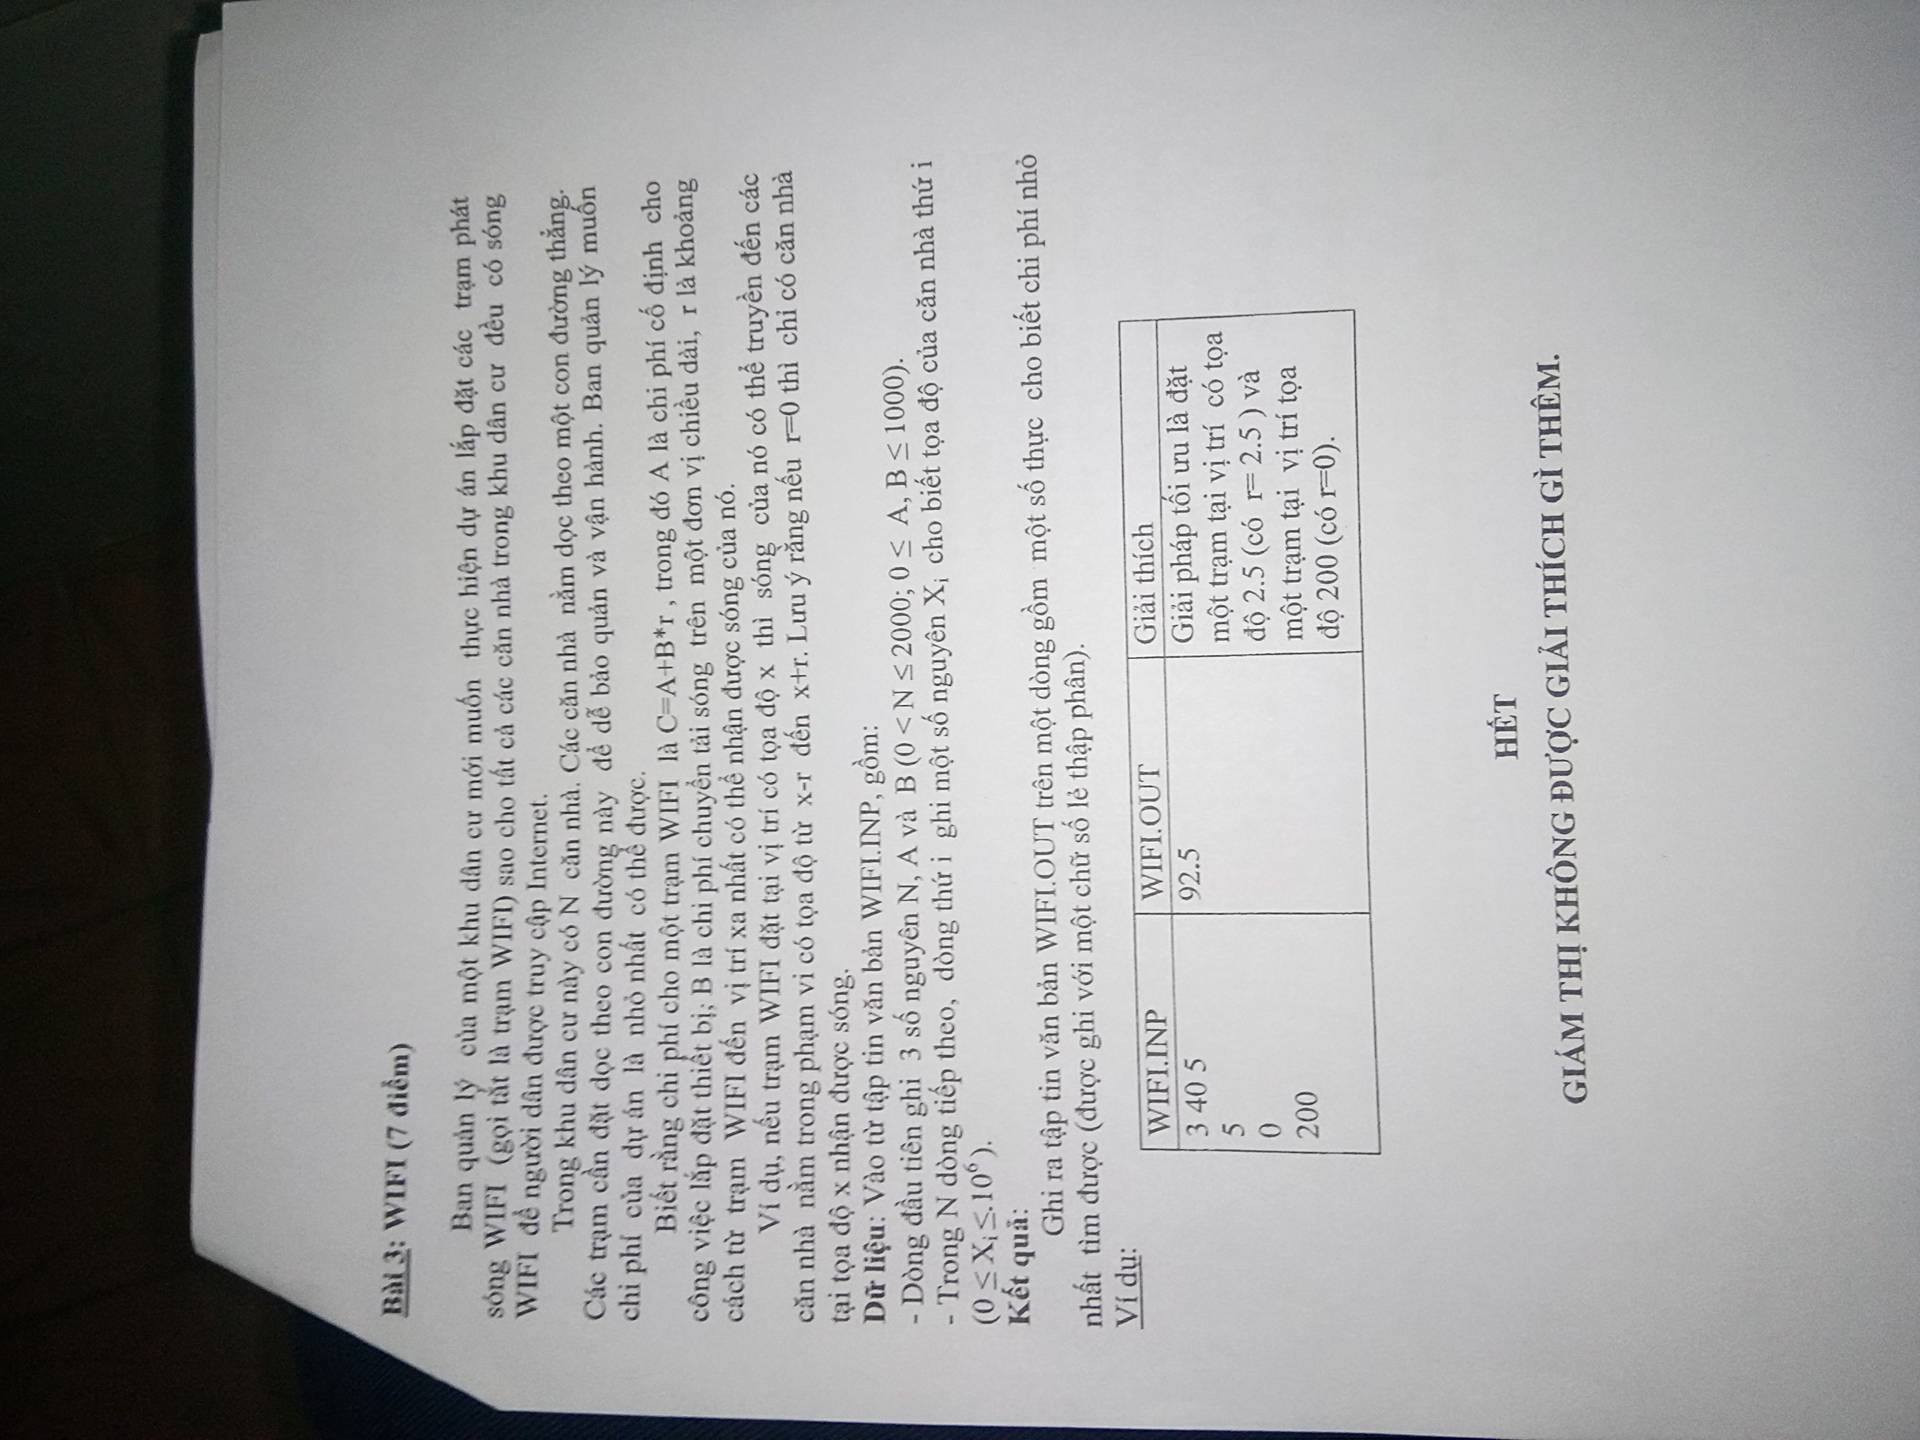 Bài 3: WIFI (7 điểm)
Ban quản lý của một khu dân cư mới muốn thực hiện dự án lắp đặt các trạm phát
sóng WIFI (gọi tắt là trạm WIFI) sao cho tất cả các căn nhà trong khu dân cư đều có sóng
WIFI để người dân được truy cập Internet.
Trong khu dân cư này có N căn nhà. Các căn nhà nằm dọc theo một con đường thẳng.
Các trạm cần đặt dọc theo con đường này để dễ bảo quản và vận hành. Ban quản lý muốn
chi phí của dự án là nhỏ nhất có thể được.
Biết rằng chi phí cho một trạm WIFI là C=A+B*r , trong đó A là chi phí cố định cho
công việc lắp đặt thiết bị; B là chi phí chuyển tải sóng trên một đơn vị chiều dài, r là khoảng
cách từ trạm WIFI đến vị trí xa nhất có thể nhận được sóng của nó.
Ví dụ, nếu trạm WIFI đặt tại vị trí có tọa độ x thì sóng của nó có thể truyền đến các
căn nhà nằm trong phạm vi có tọa độ từ x-r đến x+r. Lưu ý rằng nếu r=0 thì chỉ có căn nhà
tại tọa độ x nhận được sóng.
Dữ liệu: Vào từ tập tin văn bản WIFI.INP, gồm:
- Dòng đầu tiên ghi 3 số nguyên N, A và B (0 < N ≤ 2000; 0 ≤ A, B ≤ 1000).
- Trong N dòng tiếp theo, dòng thứ i ghi một số nguyên Xi cho biết tọa độ của căn nhà thứ i
(0 ≤ Xi ≤ 10⁶).
Kết quả:
Ghi ra tập tin văn bản WIFI.OUT trên một dòng gồm một số thực cho biết chi phí nhỏ
nhất tìm được (được ghi với một chữ số lẻ thập phân).
Ví dụ:
WIFI.INP WIFI.OUT Giải thích
3 40 5 92.5 Giải pháp tối ưu là đặt
5 một trạm tại vị trí có tọa
0 độ 2.5 (có r= 2.5 ) và
200 một trạm tại vị trí tọa
độ 200 (có r=0).
HẾT
GIÁM THỊ KHÔNG ĐƯỢC GIẢI THÍCH GÌ THÊM.